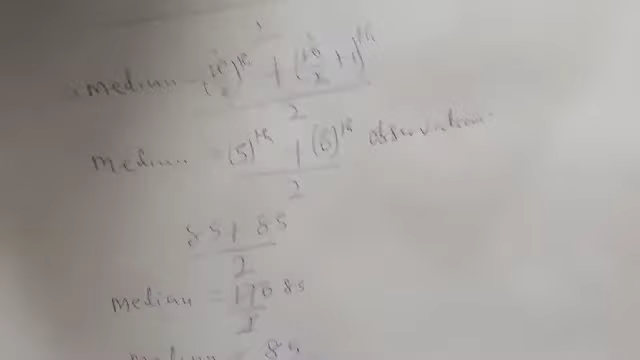 median = (10/2)th + (10/2 + 1)th
2
median = (5)th + (6)th observation
2
85 + 85
2
median = 170 85
2
median = 85